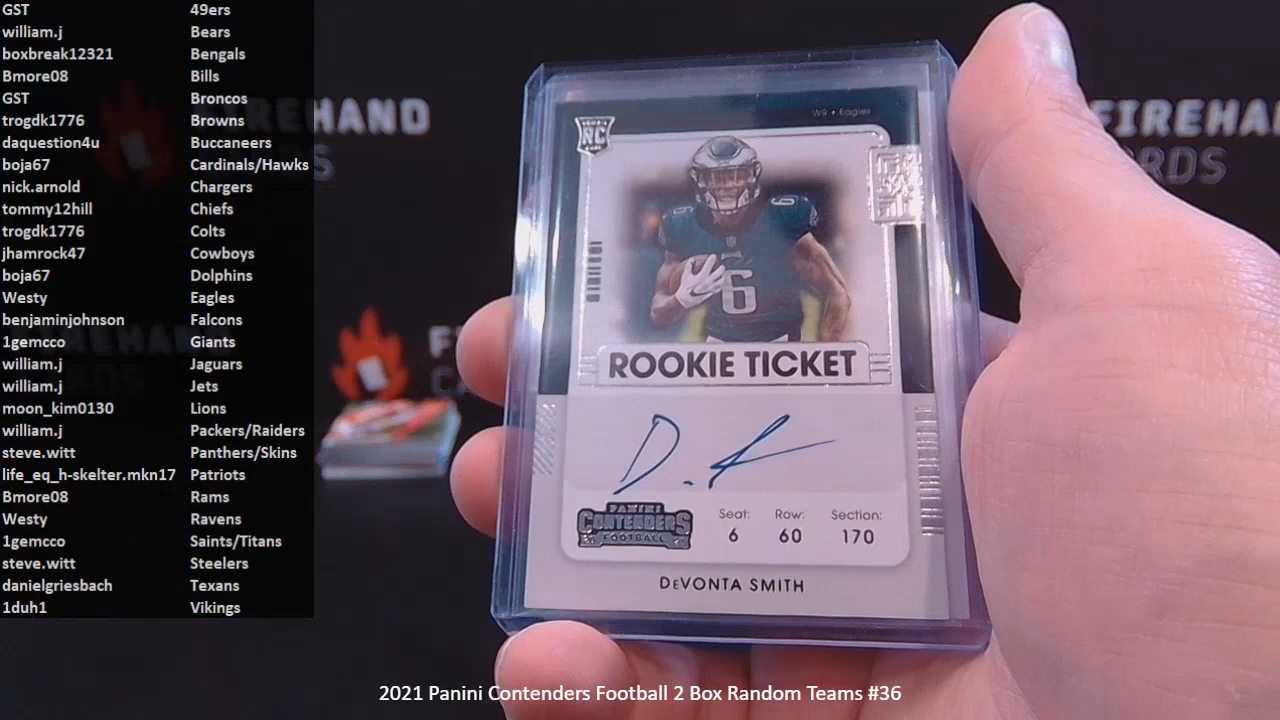 GST 49ers
william.j Bears
boxbreak12321 Bengals
Bmore08 Bills
GST Broncos
trogdk1776 Browns
daquestion4u Buccaneers
boja67 Cardinals/Hawks
nick.arnold Chargers
tommy12hill Chiefs
trogdk1776 Colts
jhamrock47 Cowboys
boja67 Dolphins
Westy Eagles
benjaminjohnson Falcons
1gemcco Giants
william.j Jaguars
william.j Jets
moon_kim0130 Lions
william.j Packers/Raiders
steve.witt Panthers/Skins
life_eq_h-skelter.mkn17 Patriots
Bmore08 Rams
Westy Ravens
1gemcco Saints/Titans
steve.witt Steelers
danielgriesbach Texans
1duh1 Vikings
W9 • Eagles
RC
6
6
ROOKIE TICKET
PANINI
CONTENDERS
FOOTBALL
Seat: Row: Section:
6 60 170
DeVONTA SMITH
FIREHAND
2021 Panini Contenders Football 2 Box Random Teams #36